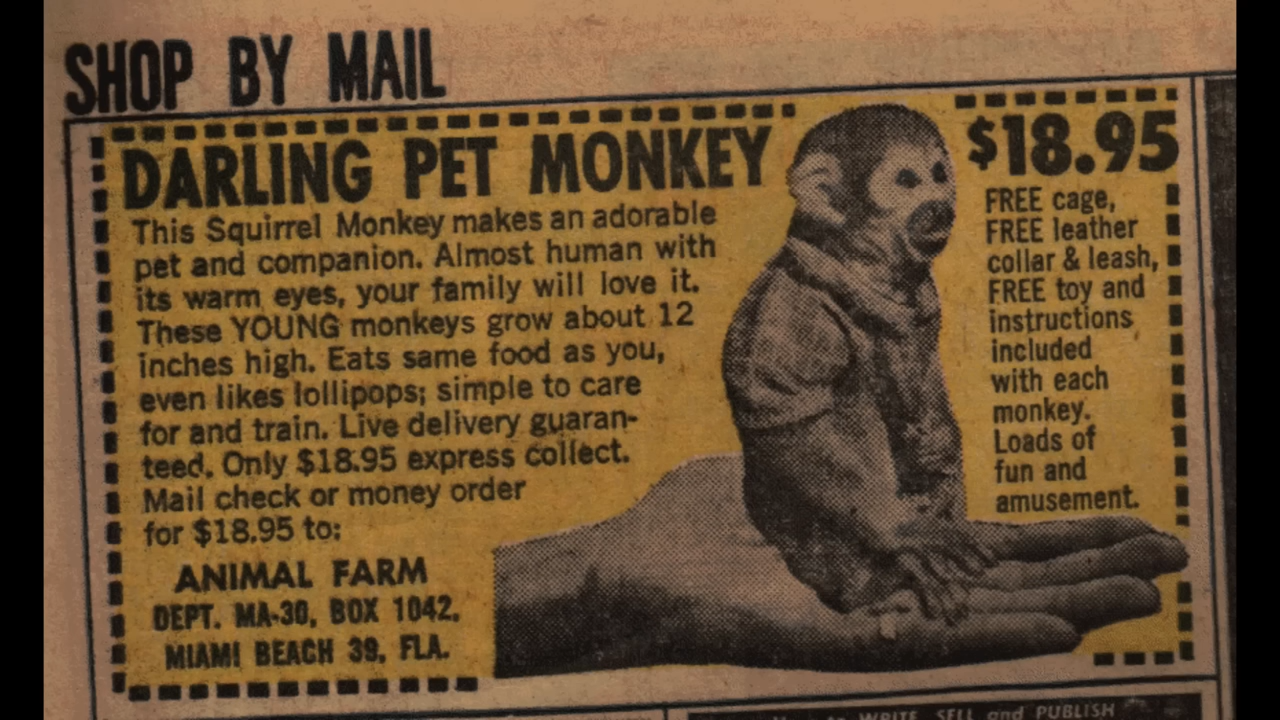 SHOP BY MAIL
DARLING PET MONKEY
This Squirrel Monkey makes an adorable
pet and companion. Almost human with
its warm eyes, your family will love it.
These YOUNG monkeys grow about 12
inches high. Eats same food as you,
even likes lollipops; simple to care
for and train. Live delivery guaran-
teed. Only $18.95 express collect.
Mail check or money order
for $18.95 to:
ANIMAL FARM
DEPT. MA-30, BOX 1042,
MIAMI BEACH 39, FLA.
$18.95
FREE cage,
FREE leather
collar & leash,
FREE toy and
instructions
included
with each
monkey.
Loads of
fun and
amusement.
to WRITE, SELL and PUBLISH